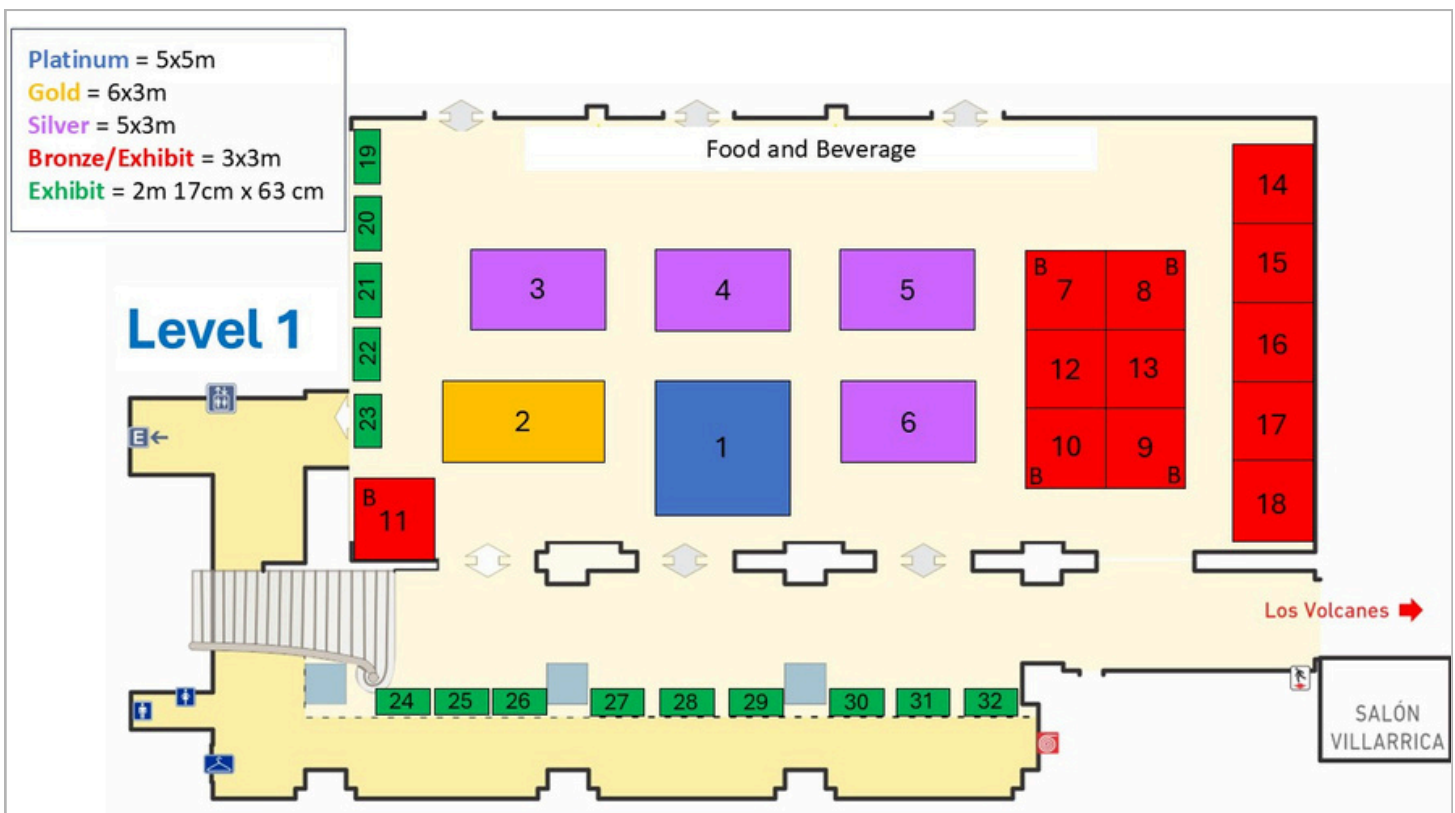 Platinum = 5x5m
Gold = 6x3m
Silver = 5x3m
Bronze/Exhibit = 3x3m
Exhibit = 2m 17cm x 63 cm
Food and Beverage
Level 1
19
20
21
22
23
3
4
5
2
1
6
B 7
8 B
12
13
10 B
9 B
14
15
16
17
18
B 11
E
Los Volcanes
24
25
26
27
28
29
30
31
32
SALÓN
VILLARRICA